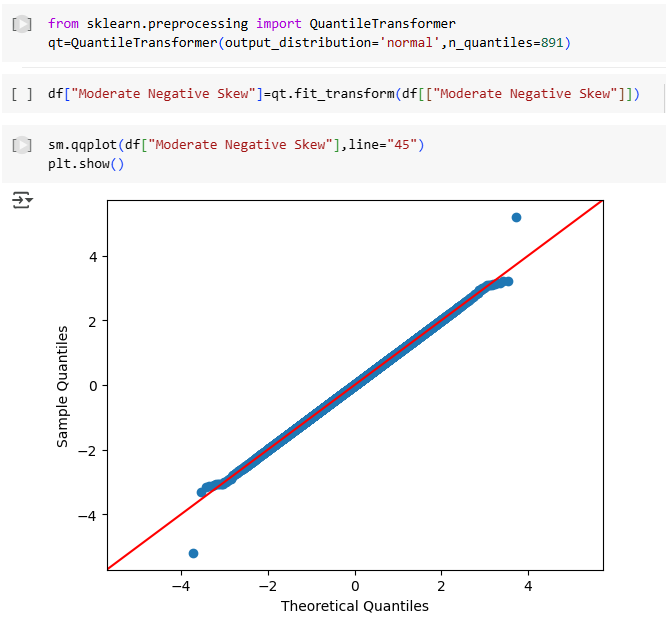 from sklearn.preprocessing import QuantileTransformer
qt=QuantileTransformer(output_distribution='normal',n_quantiles=891)
[ ] df["Moderate Negative Skew"]=qt.fit_transform(df[["Moderate Negative Skew"]])
sm.qqplot(df["Moderate Negative Skew"],line="45")
plt.show()
4
2
0
−2
−4
Sample Quantiles
−4 −2 0 2 4
Theoretical Quantiles